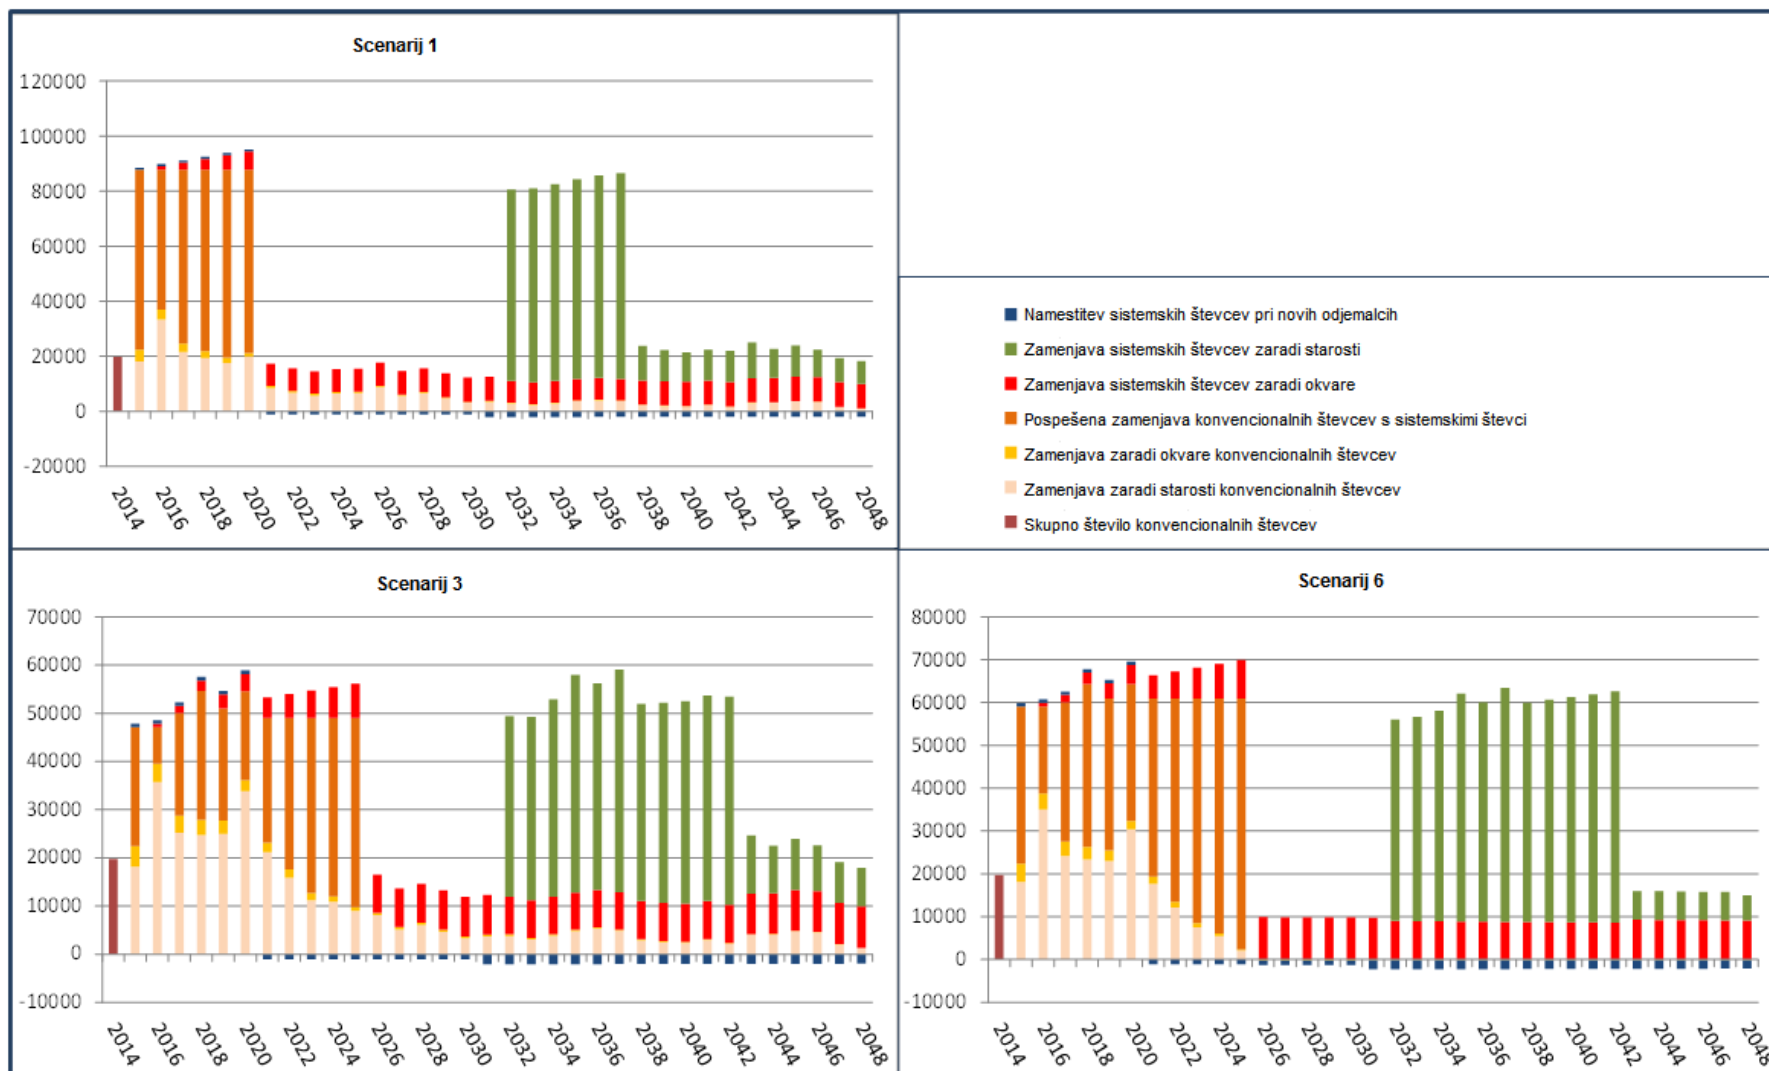 Scenarij 1
120000
100000
80000
60000
40000
20000
0
-20000
2014 2016 2018 2020 2022 2024 2026 2028 2030 2032 2034 2036 2038 2040 2042 2044 2046 2048
Namestitev sistemskih števcev pri novih odjemalcih
Zamenjava sistemskih števcev zaradi starosti
Zamenjava sistemskih števcev zaradi okvare
Pospešena zamenjava konvencionalnih števcev s sistemskimi števci
Zamenjava zaradi okvare konvencionalnih števcev
Zamenjava zaradi starosti konvencionalnih števcev
Skupno število konvencionalnih števcev
Scenarij 3
70000
60000
50000
40000
30000
20000
10000
0
-10000
2014 2016 2018 2020 2022 2024 2026 2028 2030 2032 2034 2036 2038 2040 2042 2044 2046 2048
Scenarij 6
80000
70000
60000
50000
40000
30000
20000
10000
0
-10000
2014 2016 2018 2020 2022 2024 2026 2028 2030 2032 2034 2036 2038 2040 2042 2044 2046 2048